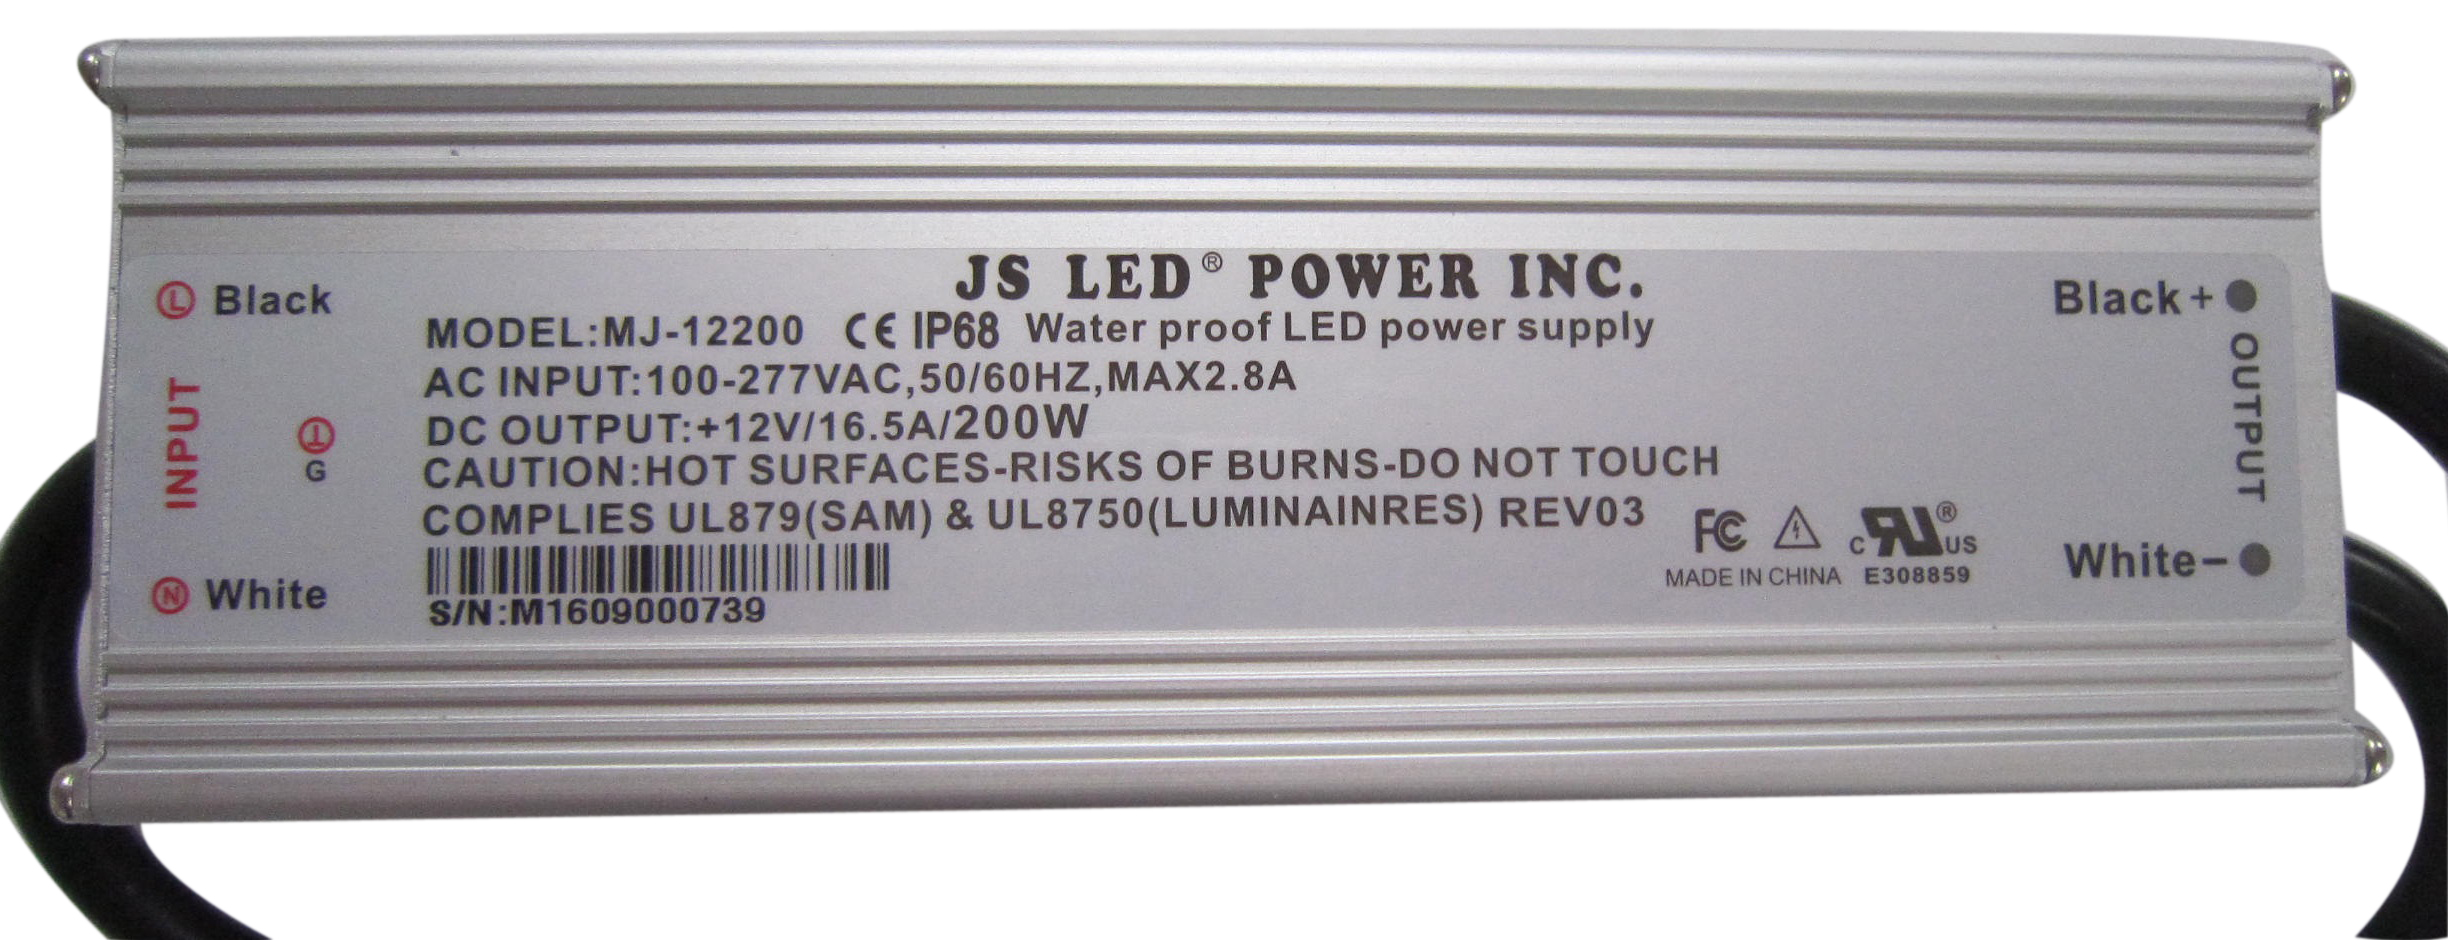 JS LED® POWER INC.
MODEL:MJ-12200 CE IP68 Water proof LED power supply
AC INPUT:100-277VAC,50/60HZ,MAX2.8A
DC OUTPUT:+12V/16.5A/200W
CAUTION:HOT SURFACES-RISKS OF BURNS-DO NOT TOUCH
COMPLIES UL879(SAM) & UL8750(LUMINAINRES) REV03
S/N:M1609000739
L Black
INPUT
G
N White
FC
c RU® US
MADE IN CHINA E308859
Black+
OUTPUT
White-